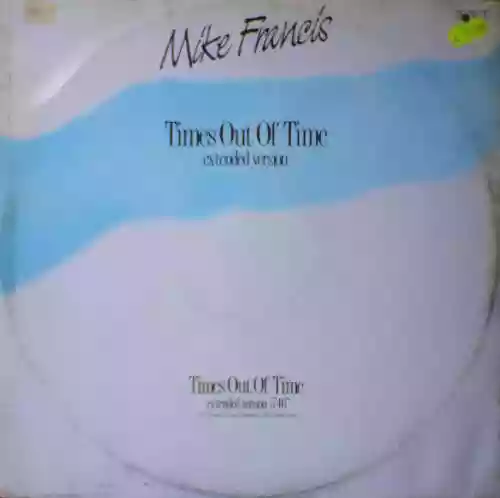 Mike Francis
Times Out Of Time
extended version
Times Out Of Time
extended version